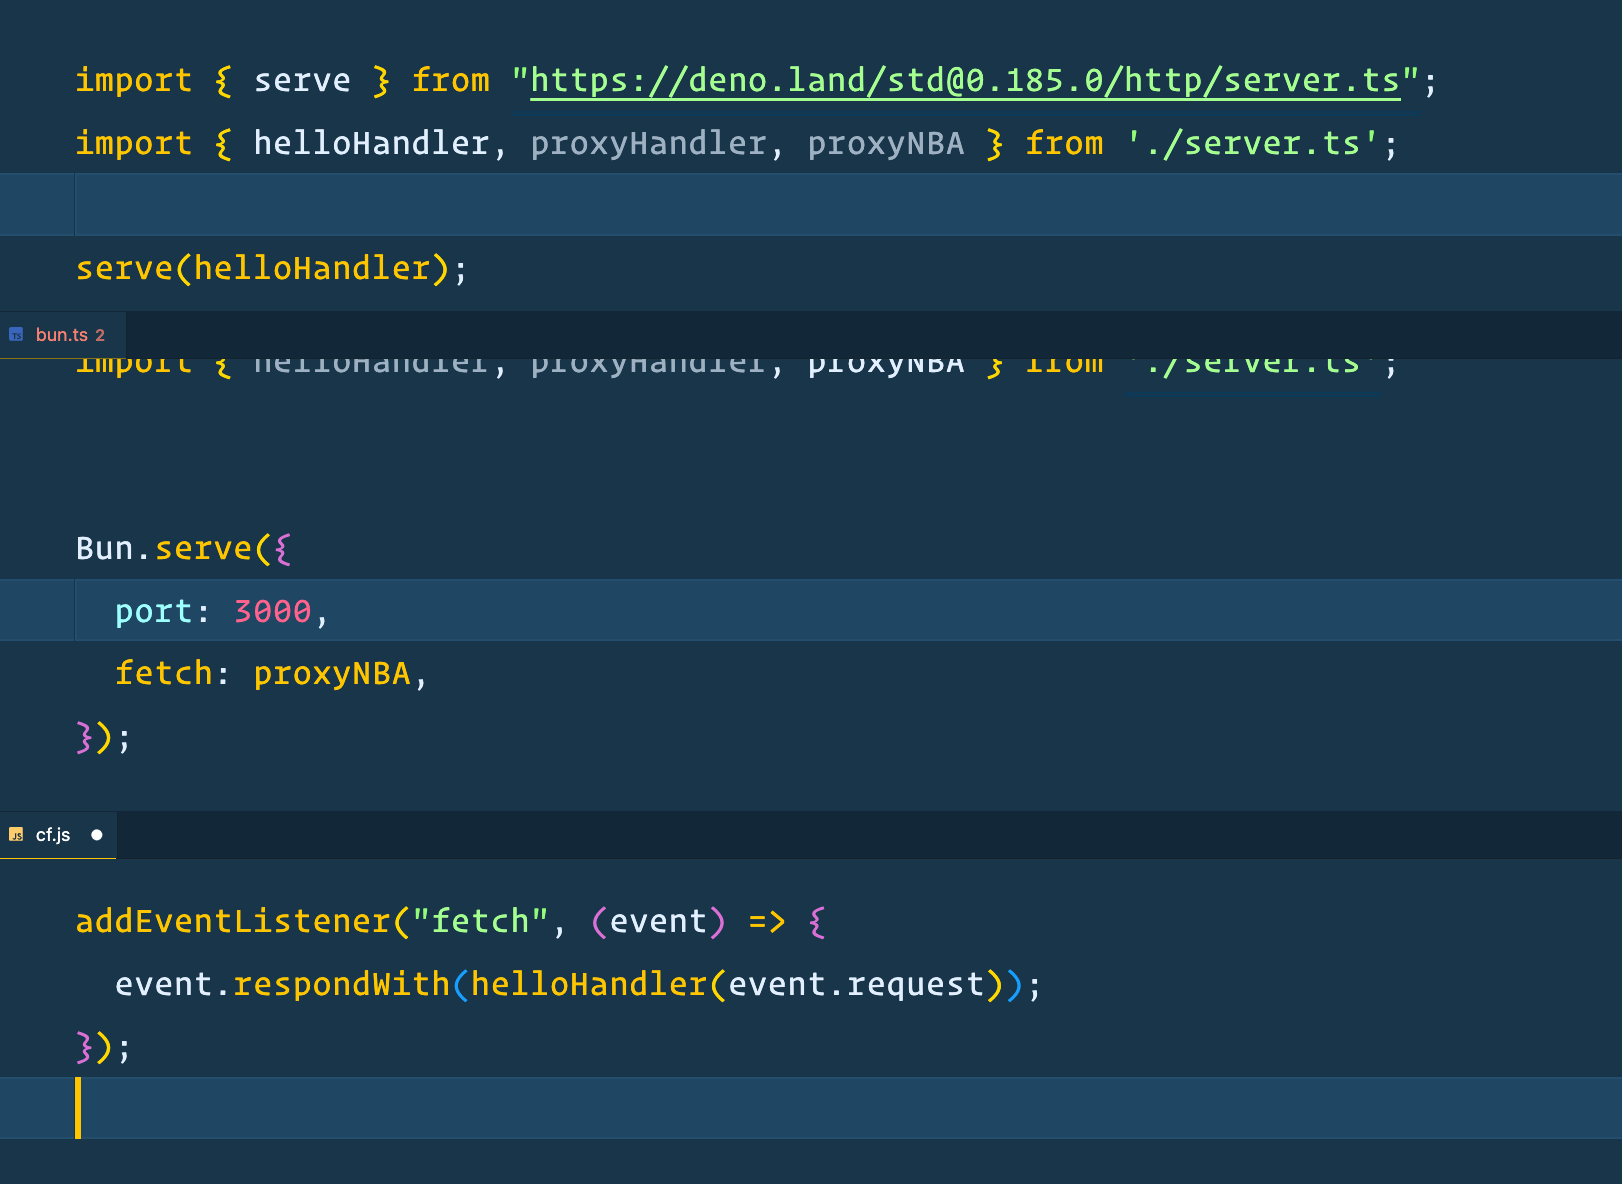 import { serve } from "https://deno.land/std@0.185.0/http/server.ts";
import { helloHandler, proxyHandler, proxyNBA } from './server.ts';
serve(helloHandler);
TS bun.ts 2
import { helloHandler, proxyHandler, proxyNBA } from './server.ts';
Bun.serve({
  port: 3000,
  fetch: proxyNBA,
});
JS cf.js
addEventListener("fetch", (event) => {
  event.respondWith(helloHandler(event.request));
});